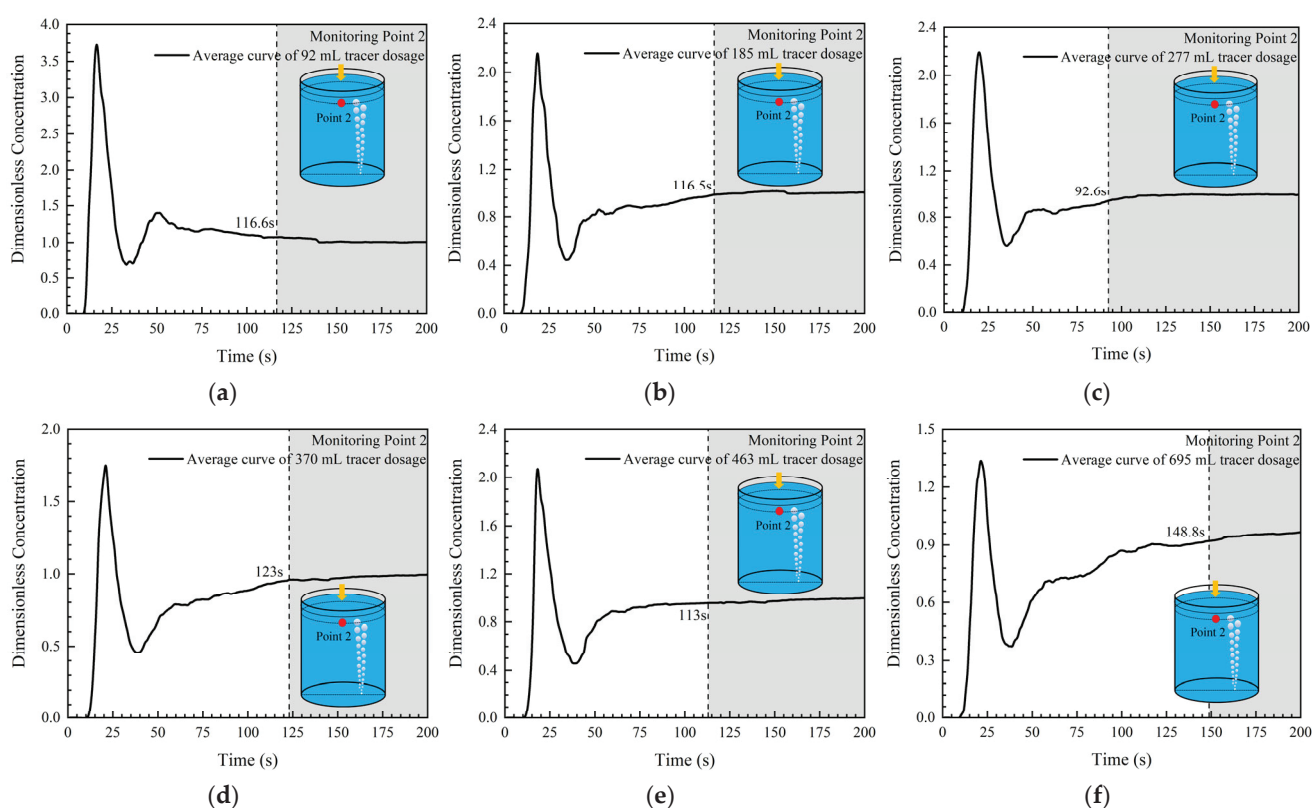 Monitoring Point 2
Average curve of 92 mL tracer dosage
Point 2
116.6s
Dimensionless Concentration
4.0
3.5
3.0
2.5
2.0
1.5
1.0
0.5
0.0
0 25 50 75 100 125 150 175 200
Time (s)
(a)
Monitoring Point 2
Average curve of 185 mL tracer dosage
Point 2
116.5s
Dimensionless Concentration
2.4
2.0
1.6
1.2
0.8
0.4
0.0
0 25 50 75 100 125 150 175 200
Time (s)
(b)
Monitoring Point 2
Average curve of 277 mL tracer dosage
Point 2
92.6s
Dimensionless Concentration
2.4
2.0
1.6
1.2
0.8
0.4
0.0
0 25 50 75 100 125 150 175 200
Time (s)
(c)
Monitoring Point 2
Average curve of 370 mL tracer dosage
123s
Point 2
Dimensionless Concentration
2.0
1.5
1.0
0.5
0.0
0 25 50 75 100 125 150 175 200
Time (s)
(d)
Monitoring Point 2
Average curve of 463 mL tracer dosage
Point 2
113s
Dimensionless Concentration
2.4
2.0
1.6
1.2
0.8
0.4
0.0
0 25 50 75 100 125 150 175 200
Time (s)
(e)
Monitoring Point 2
Average curve of 695 mL tracer dosage
148.8s
Point 2
Dimensionless Concentration
1.5
1.2
0.9
0.6
0.3
0.0
0 25 50 75 100 125 150 175 200
Time (s)
(f)